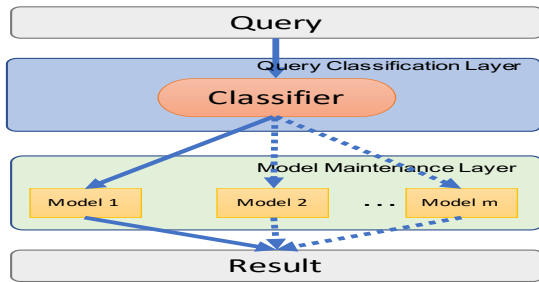 Query
Query Classification Layer
Classifier
Model Maintenance Layer
Model 1 Model 2 ... Model m
Result